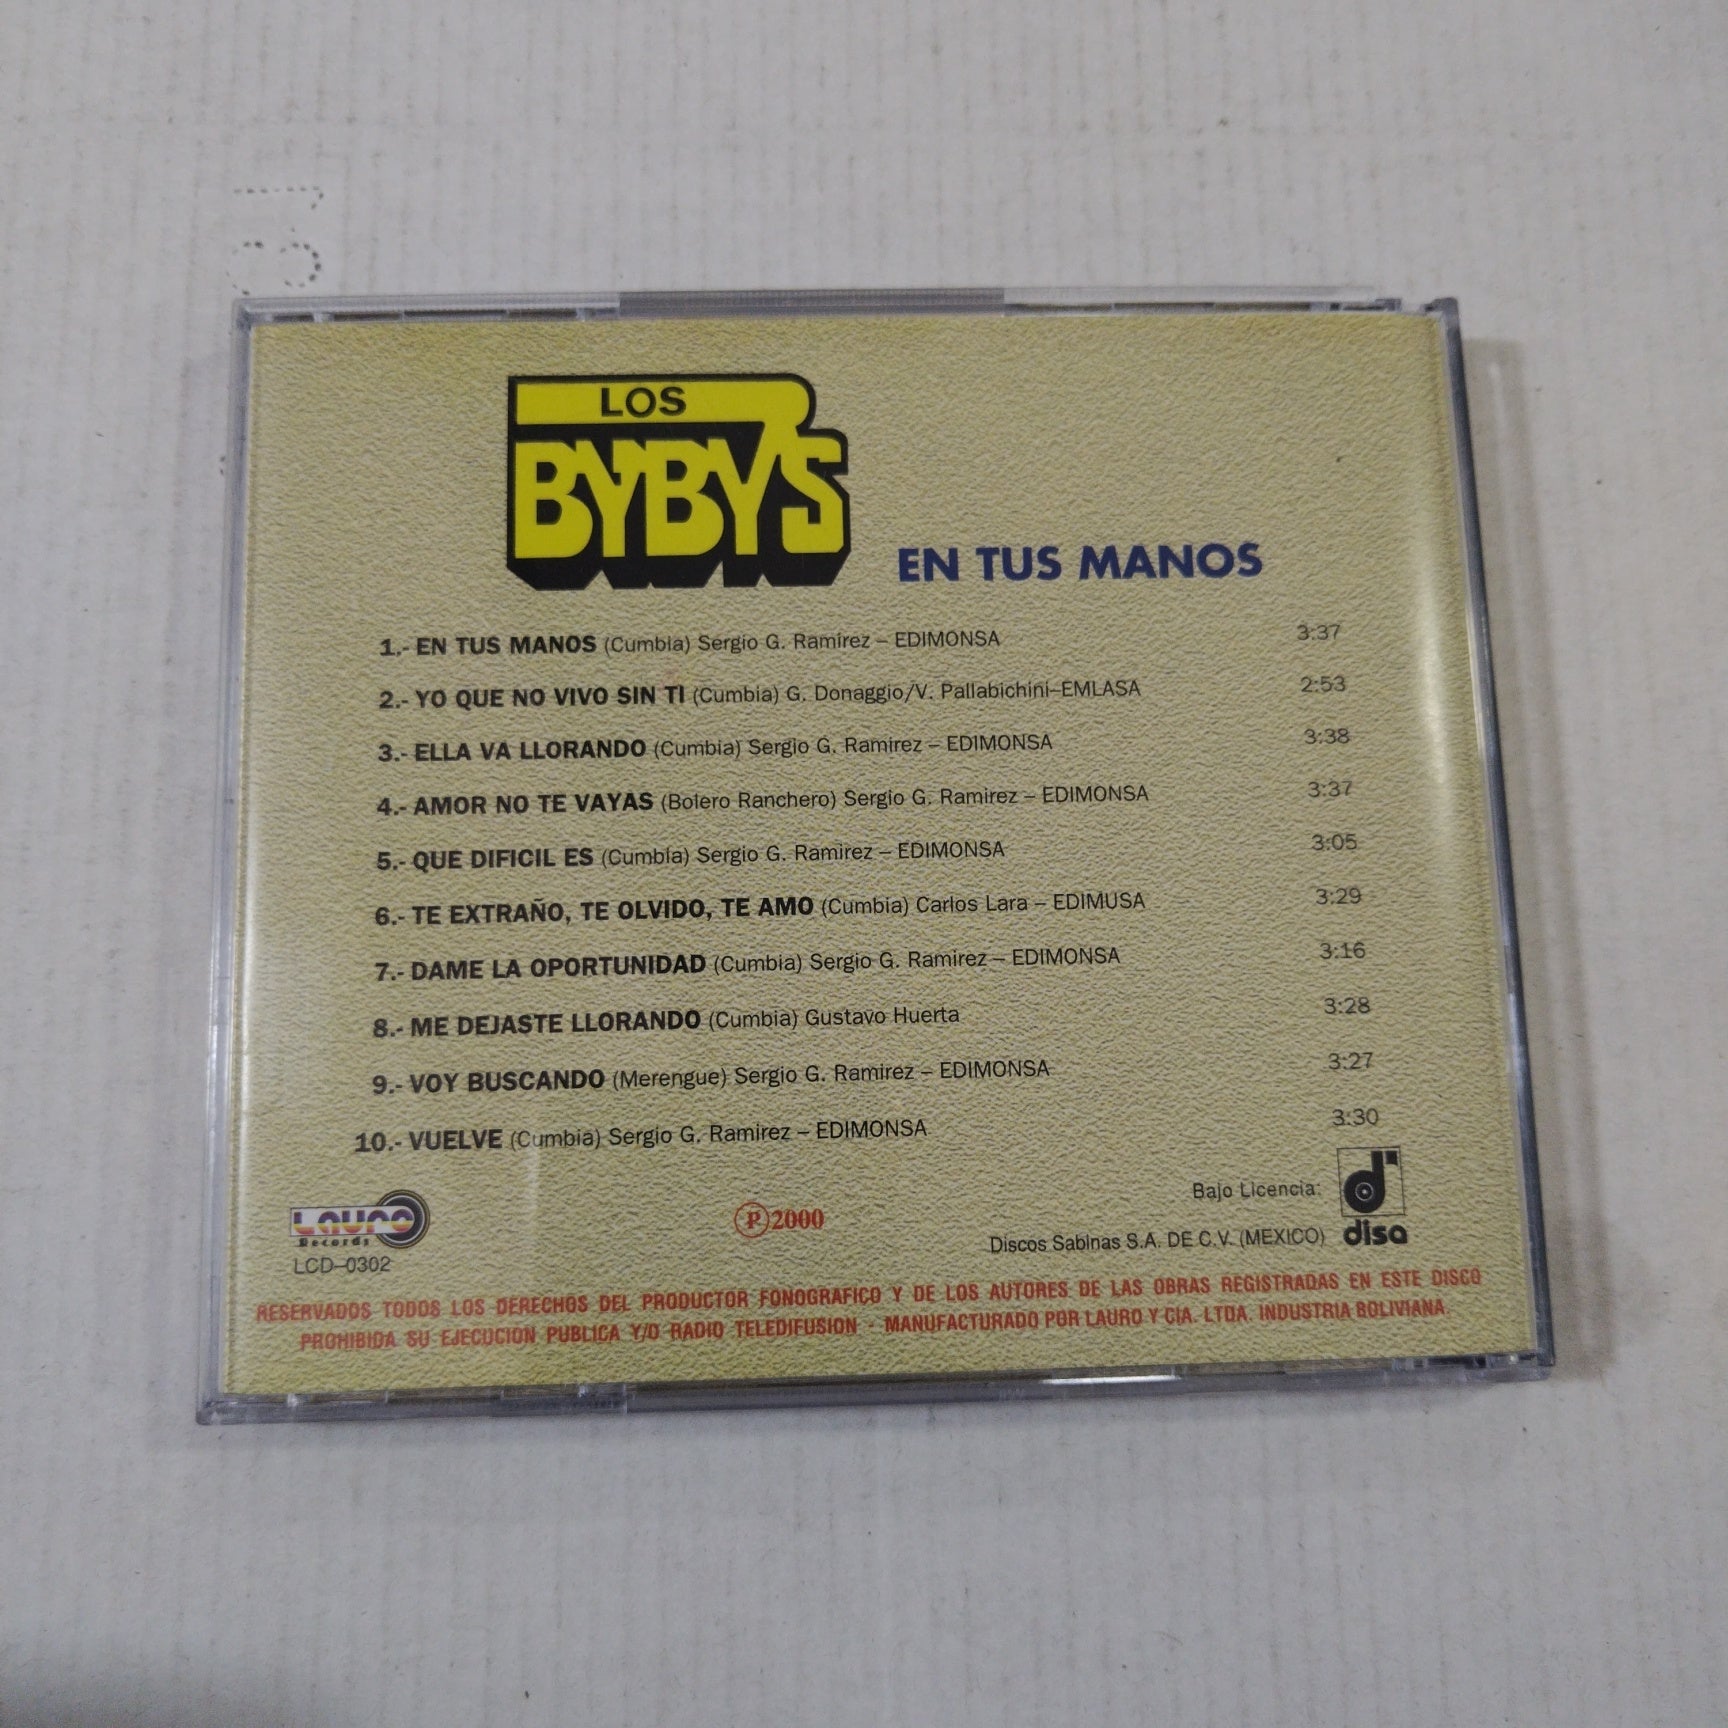 LOS
BYBYS
EN TUS MANOS
1.- EN TUS MANOS (Cumbia) Sergio G. Ramírez – EDIMONSA 3:37
2.- YO QUE NO VIVO SIN TI (Cumbia) G. Donaggio/V. Pallabichini–EMLASA 2:53
3.- ELLA VA LLORANDO (Cumbia) Sergio G. Ramirez – EDIMONSA 3:38
4.- AMOR NO TE VAYAS (Bolero Ranchero) Sergio G. Ramirez – EDIMONSA 3:37
5.- QUE DIFICIL ES (Cumbia) Sergio G. Ramirez – EDIMONSA 3:05
6.- TE EXTRAÑO, TE OLVIDO, TE AMO (Cumbia) Carlos Lara – EDIMUSA 3:29
7.- DAME LA OPORTUNIDAD (Cumbia) Sergio G. Ramirez – EDIMONSA 3:16
8.- ME DEJASTE LLORANDO (Cumbia) Gustavo Huerta 3:28
9.- VOY BUSCANDO (Merengue) Sergio G. Ramirez – EDIMONSA 3:27
10.- VUELVE (Cumbia) Sergio G. Ramirez – EDIMONSA 3:30
Lauro
Records
LCD–0302
Ⓟ2000
Bajo Licencia:
Discos Sabinas S.A. DE C.V. (MEXICO)
d
disa
RESERVADOS TODOS LOS DERECHOS DEL PRODUCTOR FONOGRAFICO Y DE LOS AUTORES DE LAS OBRAS REGISTRADAS EN ESTE DISCO
PROHIBIDA SU EJECUCION PUBLICA Y/O RADIO TELEDIFUSION - MANUFACTURADO POR LAURO Y CIA. LTDA. INDUSTRIA BOLIVIANA.